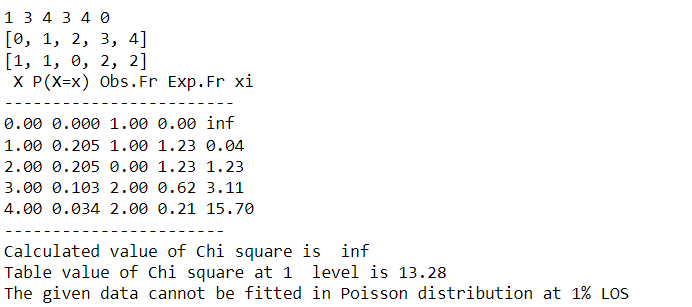 1 3 4 3 4 0
[0, 1, 2, 3, 4]
[1, 1, 0, 2, 2]
X P(X=x) Obs.Fr Exp.Fr xi
-----------------------
0.00 0.000 1.00 0.00 inf
1.00 0.205 1.00 1.23 0.04
2.00 0.205 0.00 1.23 1.23
3.00 0.103 2.00 0.62 3.11
4.00 0.034 2.00 0.21 15.70
----------------------
Calculated value of Chi square is  inf
Table value of Chi square at 1  level is 13.28
The given data cannot be fitted in Poisson distribution at 1% LOS